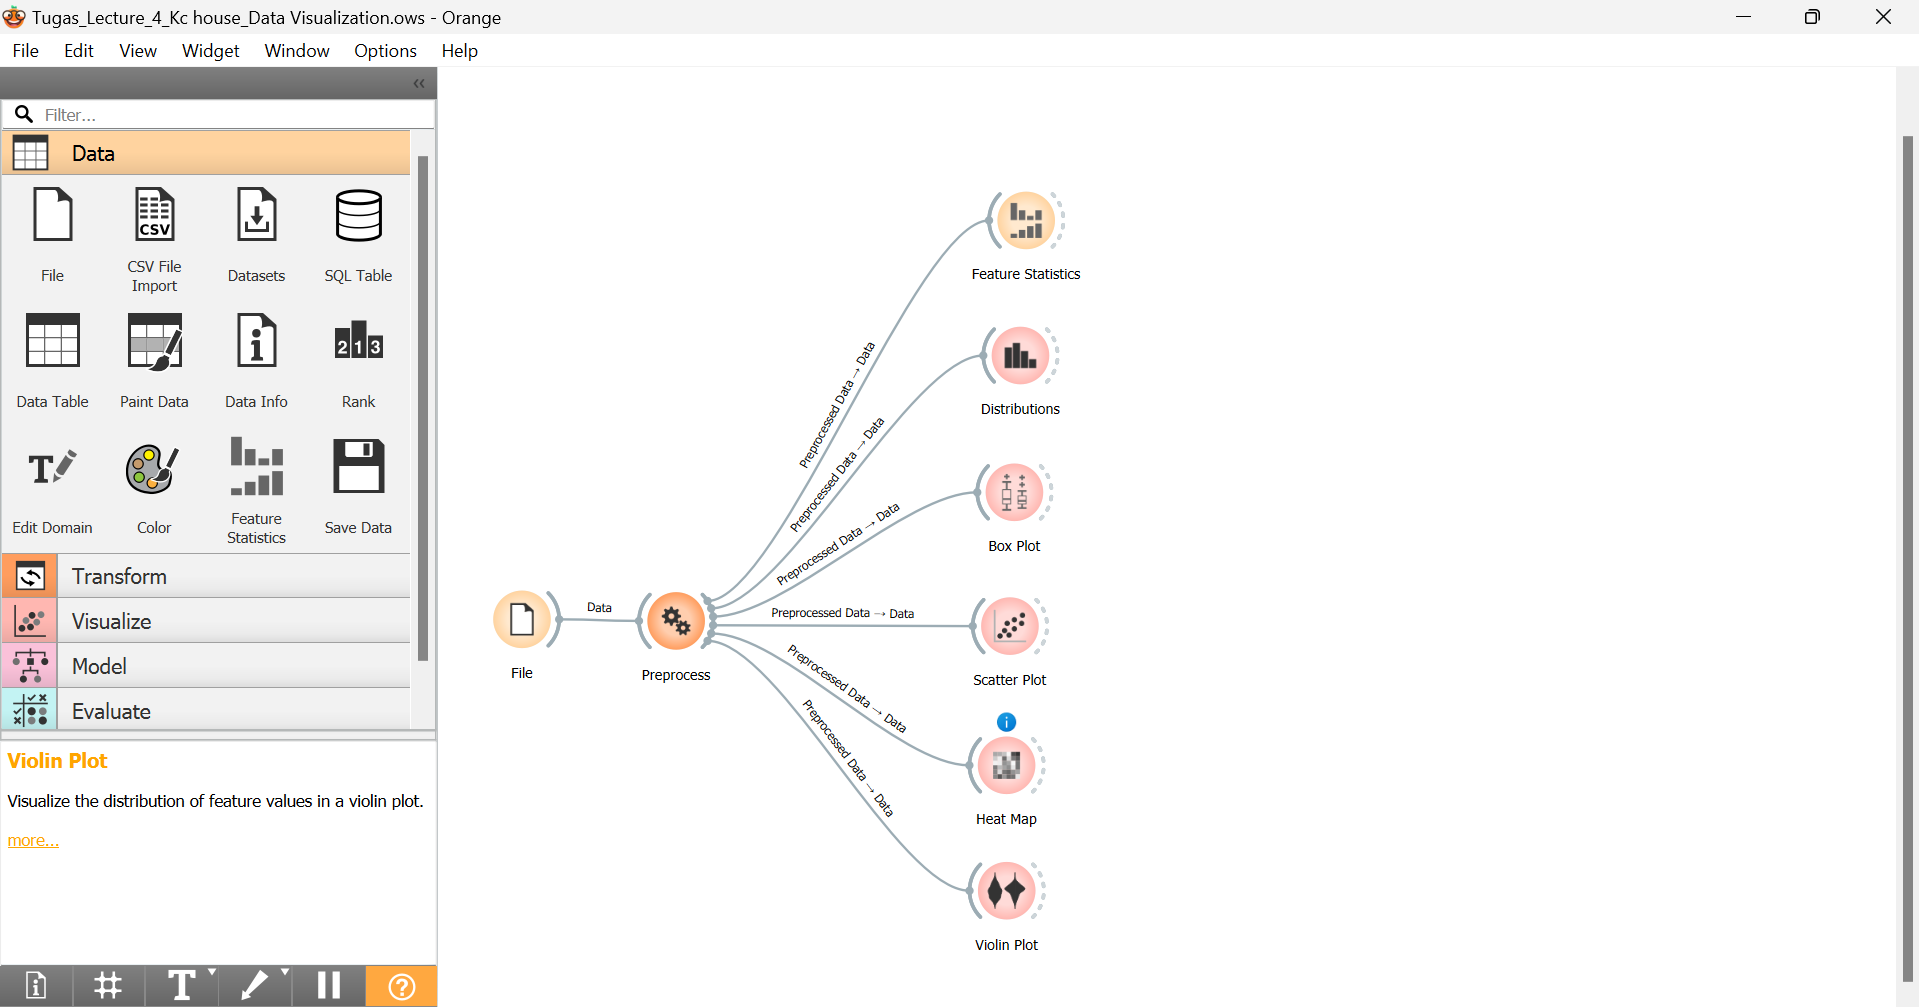 Tugas_Lecture_4_Kc house_Data Visualization.ows - Orange
File Edit View Widget Window Options Help
«
Filter...
Data
File
CSV
CSV File
Import
Datasets
SQL Table
Data Table
Paint Data
Data Info
2 1 3
Rank
T
Edit Domain
Color
Feature
Statistics
Save Data
Transform
Visualize
Model
Evaluate
Violin Plot
Visualize the distribution of feature values in a violin plot.
more...
T
?
File
Data
Preprocess
Preprocessed Data → Data
Feature Statistics
Preprocessed Data → Data
Distributions
Preprocessed Data → Data
Box Plot
Preprocessed Data → Data
Scatter Plot
Preprocessed Data → Data
i
Heat Map
Preprocessed Data → Data
Violin Plot